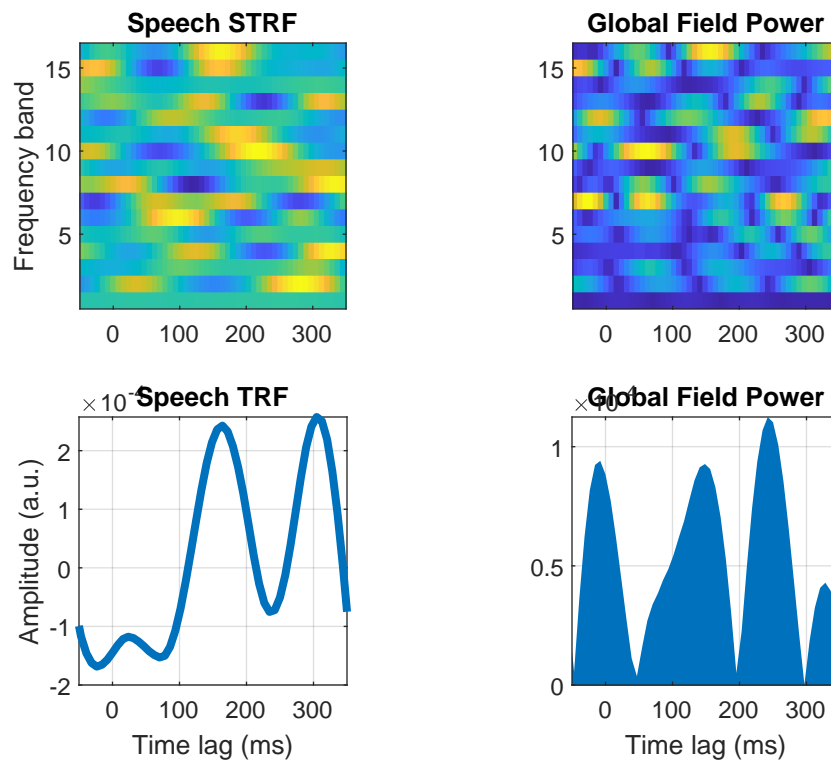 Speech STRF
Frequency band
15
10
5
0 100 200 300
Global Field Power
15
10
5
0 100 200 300
× 10^-4
Speech TRF
Amplitude (a.u.)
2
1
0
-1
-2
0 100 200 300
Time lag (ms)
Global Field Power
1
0.5
0
0 100 200 300
Time lag (ms)